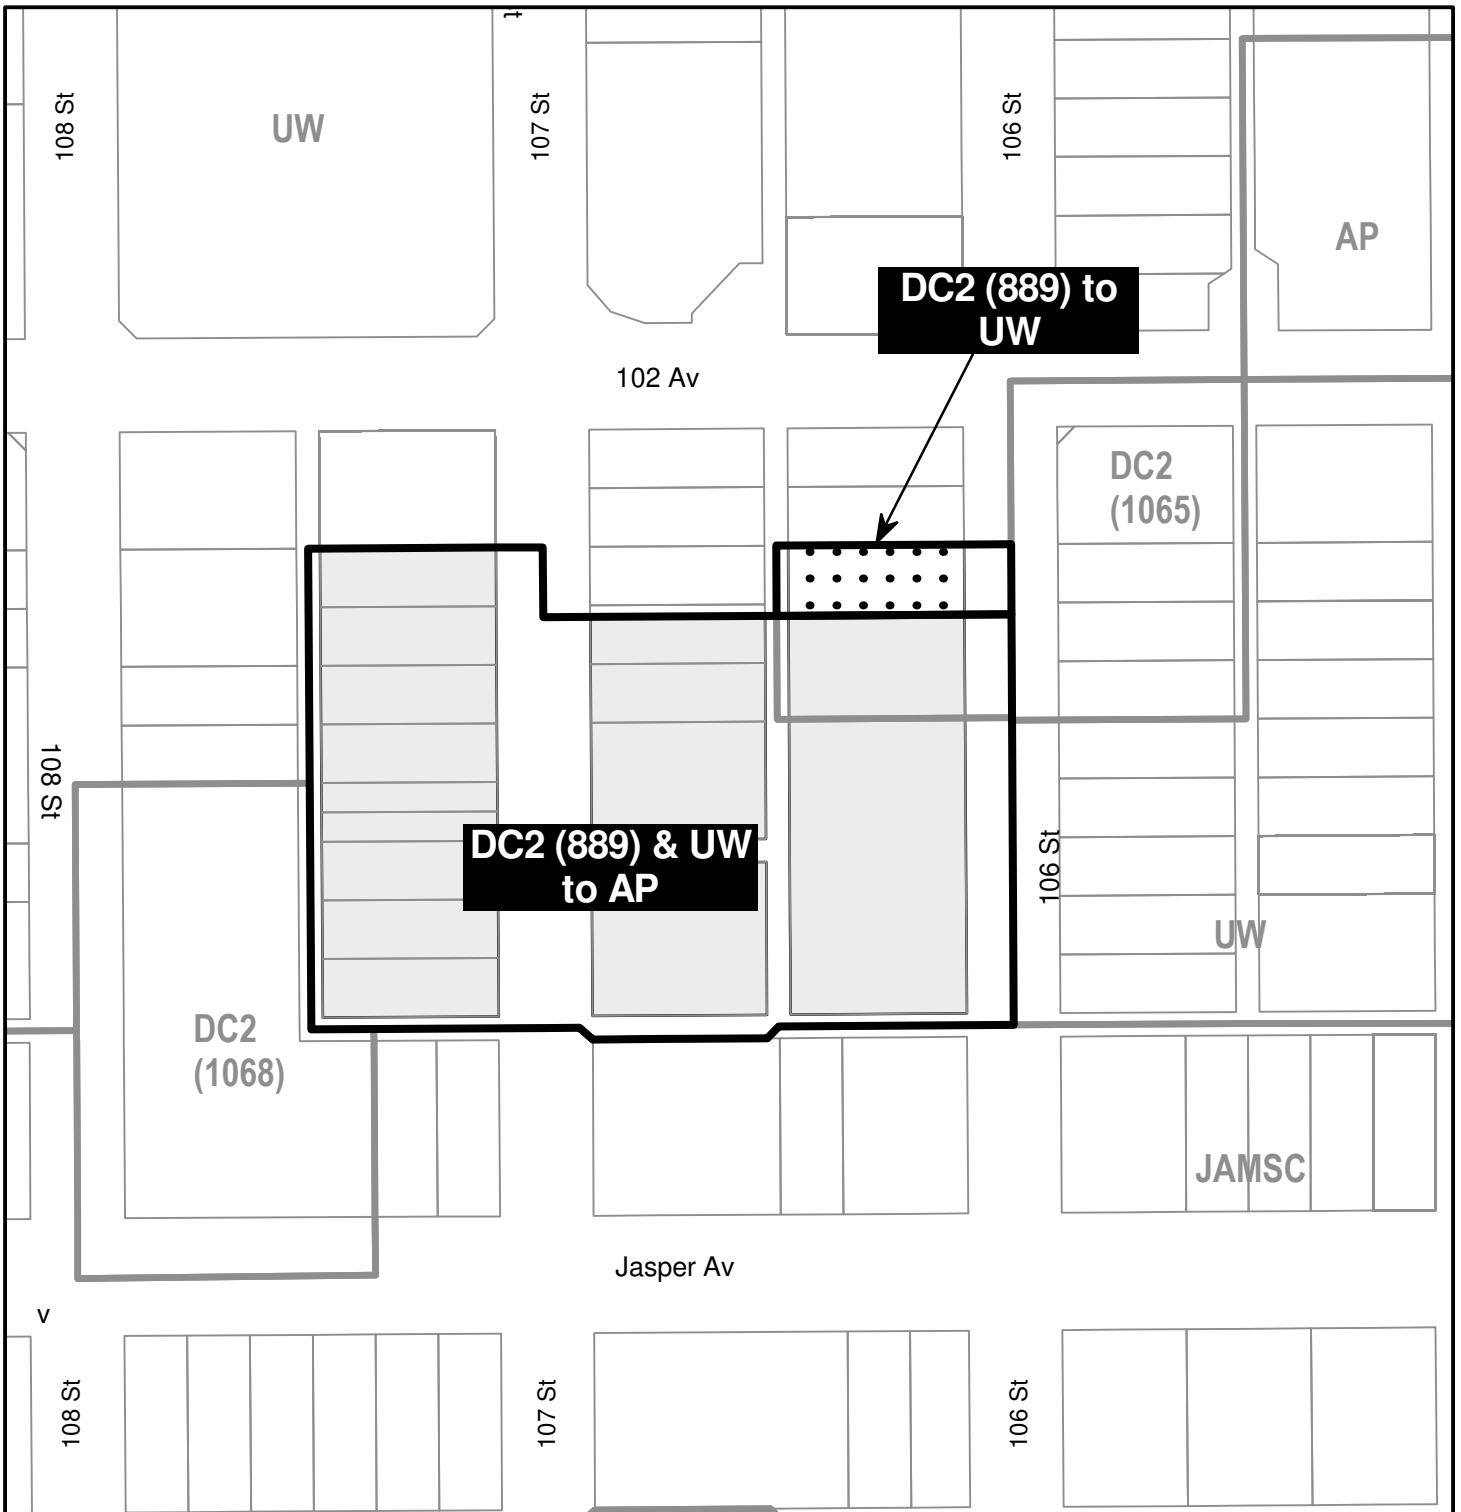 108 St
UW
107 St
106 St
AP
DC2 (889) to
UW
102 Av
DC2
(1065)
108 St
DC2 (889) & UW
to AP
106 St
UW
DC2
(1068)
JAMSC
Jasper Av
v
108 St
107 St
106 St